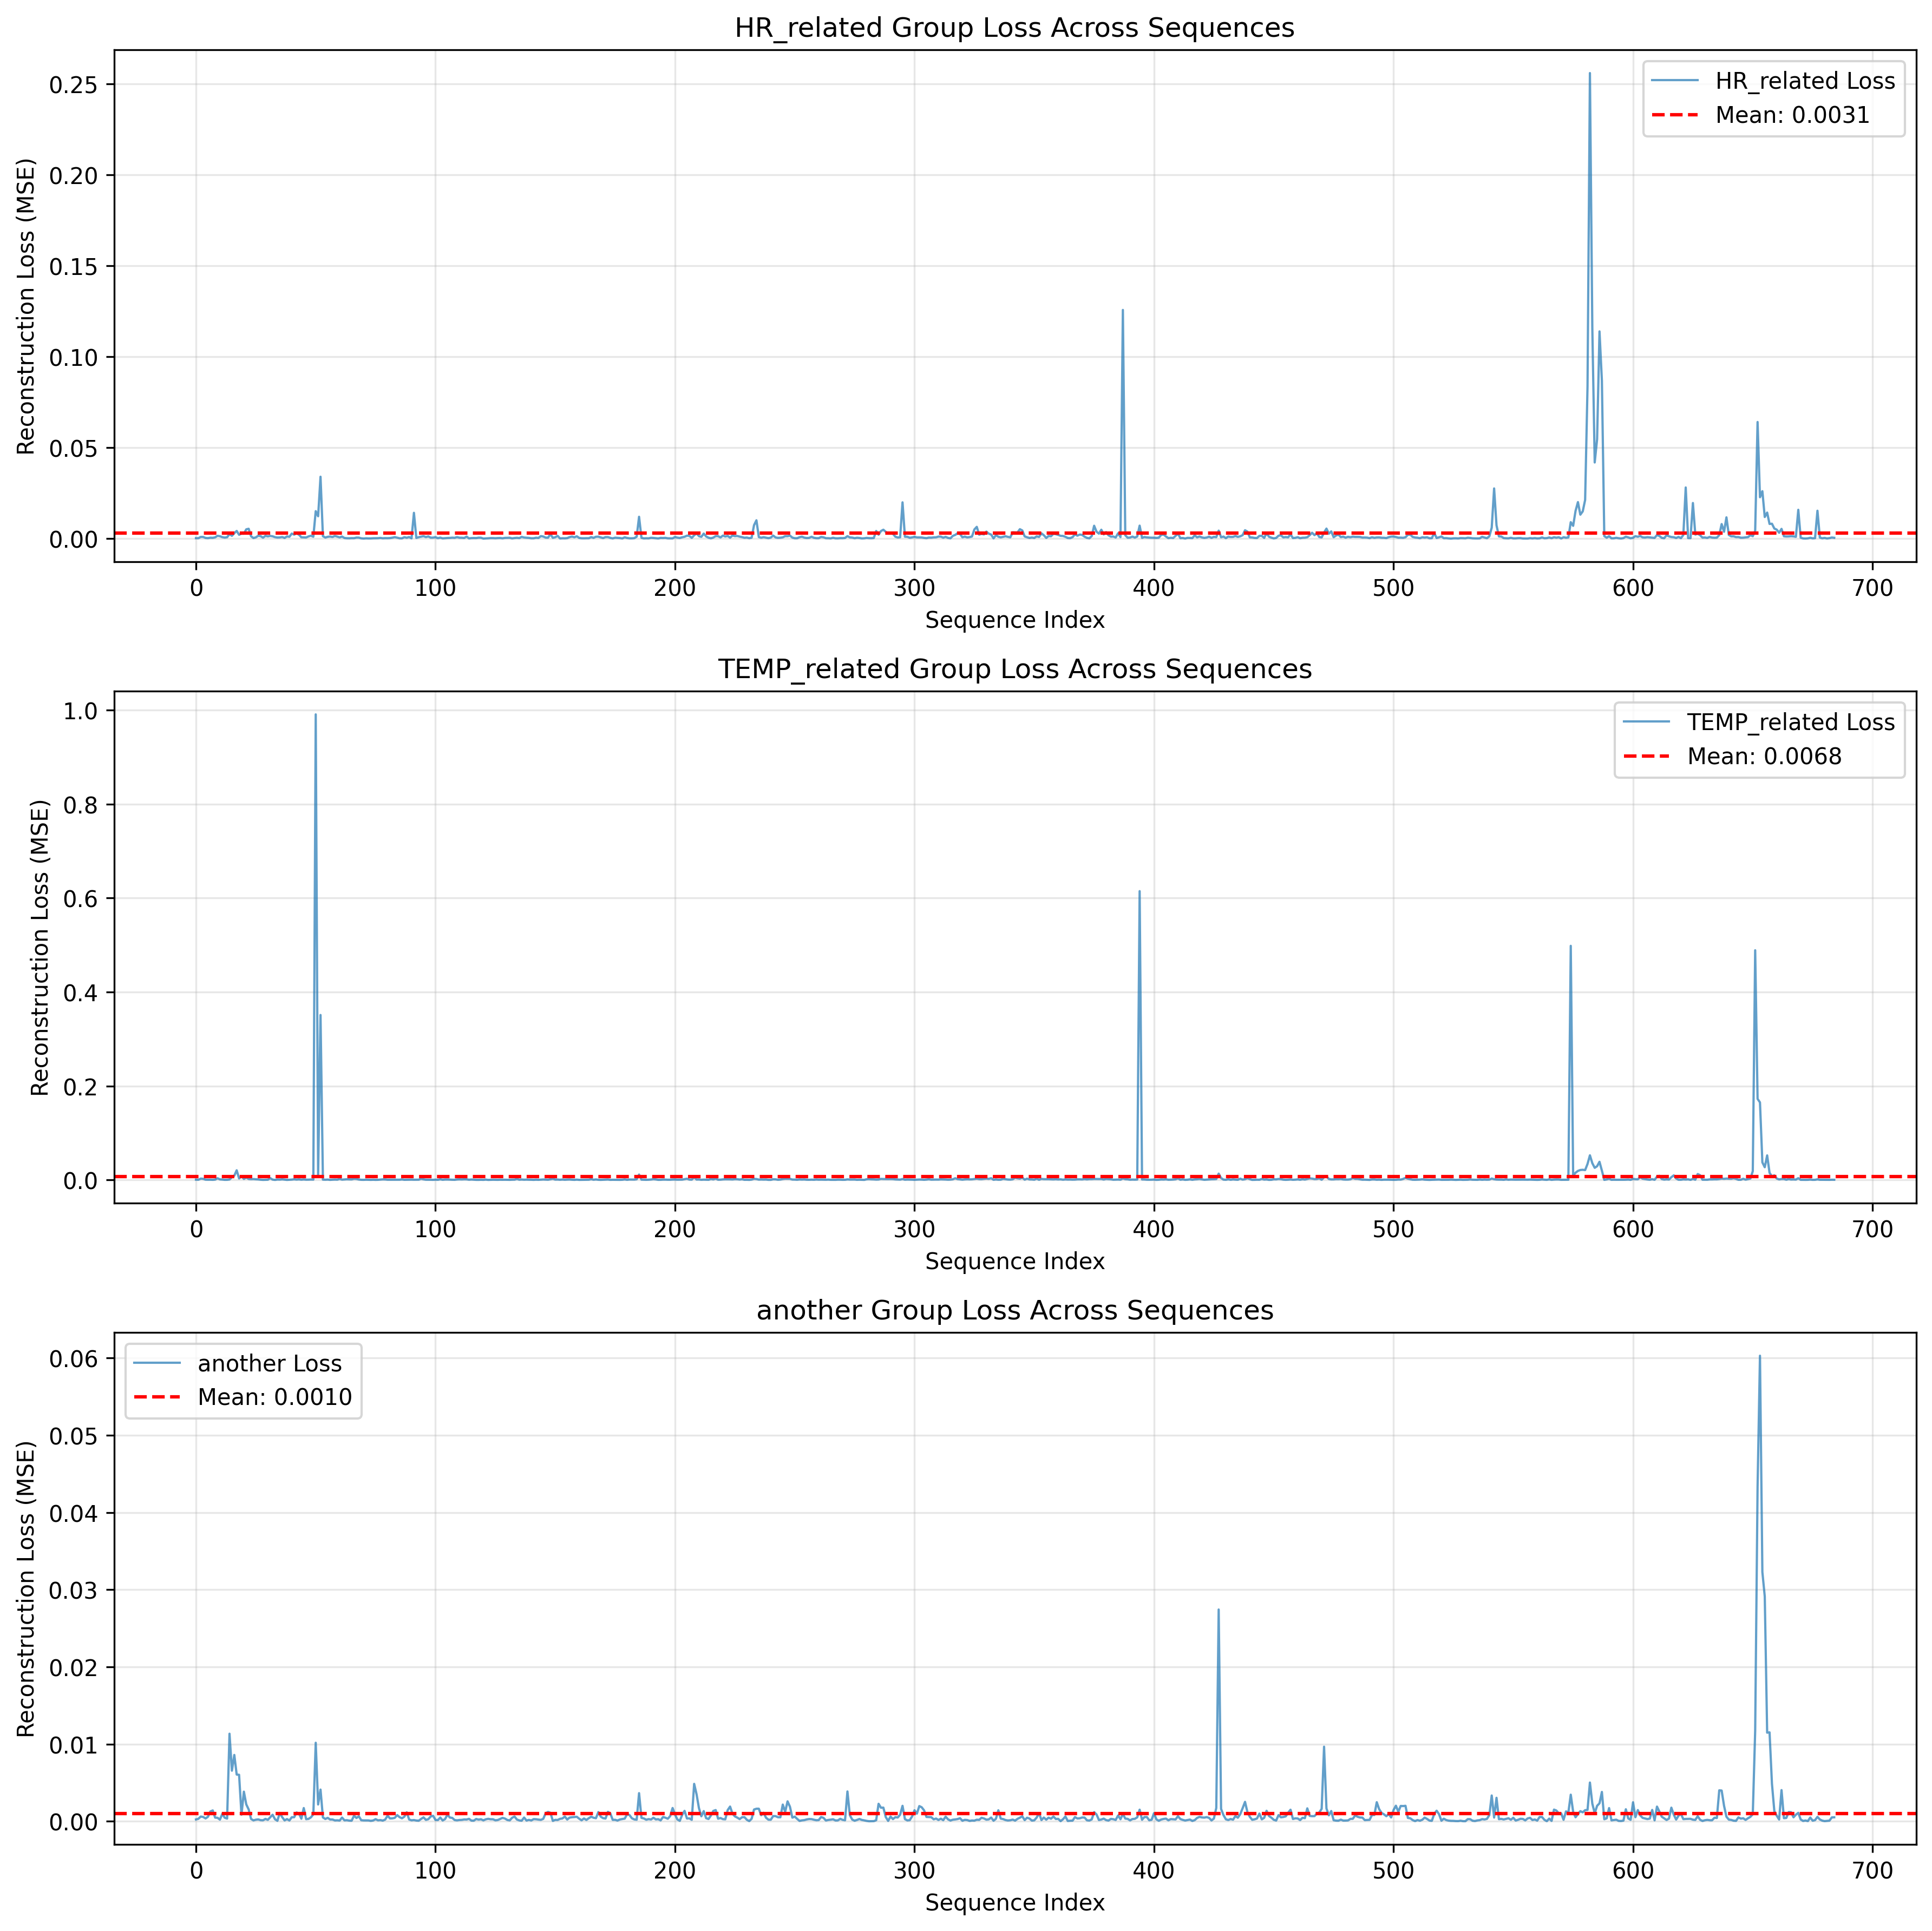 HR_related Group Loss Across Sequences
Reconstruction Loss (MSE)
0.25
0.20
0.15
0.10
0.05
0.00
HR_related Loss
Mean: 0.0031
0 100 200 300 400 500 600 700
Sequence Index
TEMP_related Group Loss Across Sequences
Reconstruction Loss (MSE)
1.0
0.8
0.6
0.4
0.2
0.0
TEMP_related Loss
Mean: 0.0068
0 100 200 300 400 500 600 700
Sequence Index
another Group Loss Across Sequences
Reconstruction Loss (MSE)
0.06
0.05
0.04
0.03
0.02
0.01
0.00
another Loss
Mean: 0.0010
0 100 200 300 400 500 600 700
Sequence Index